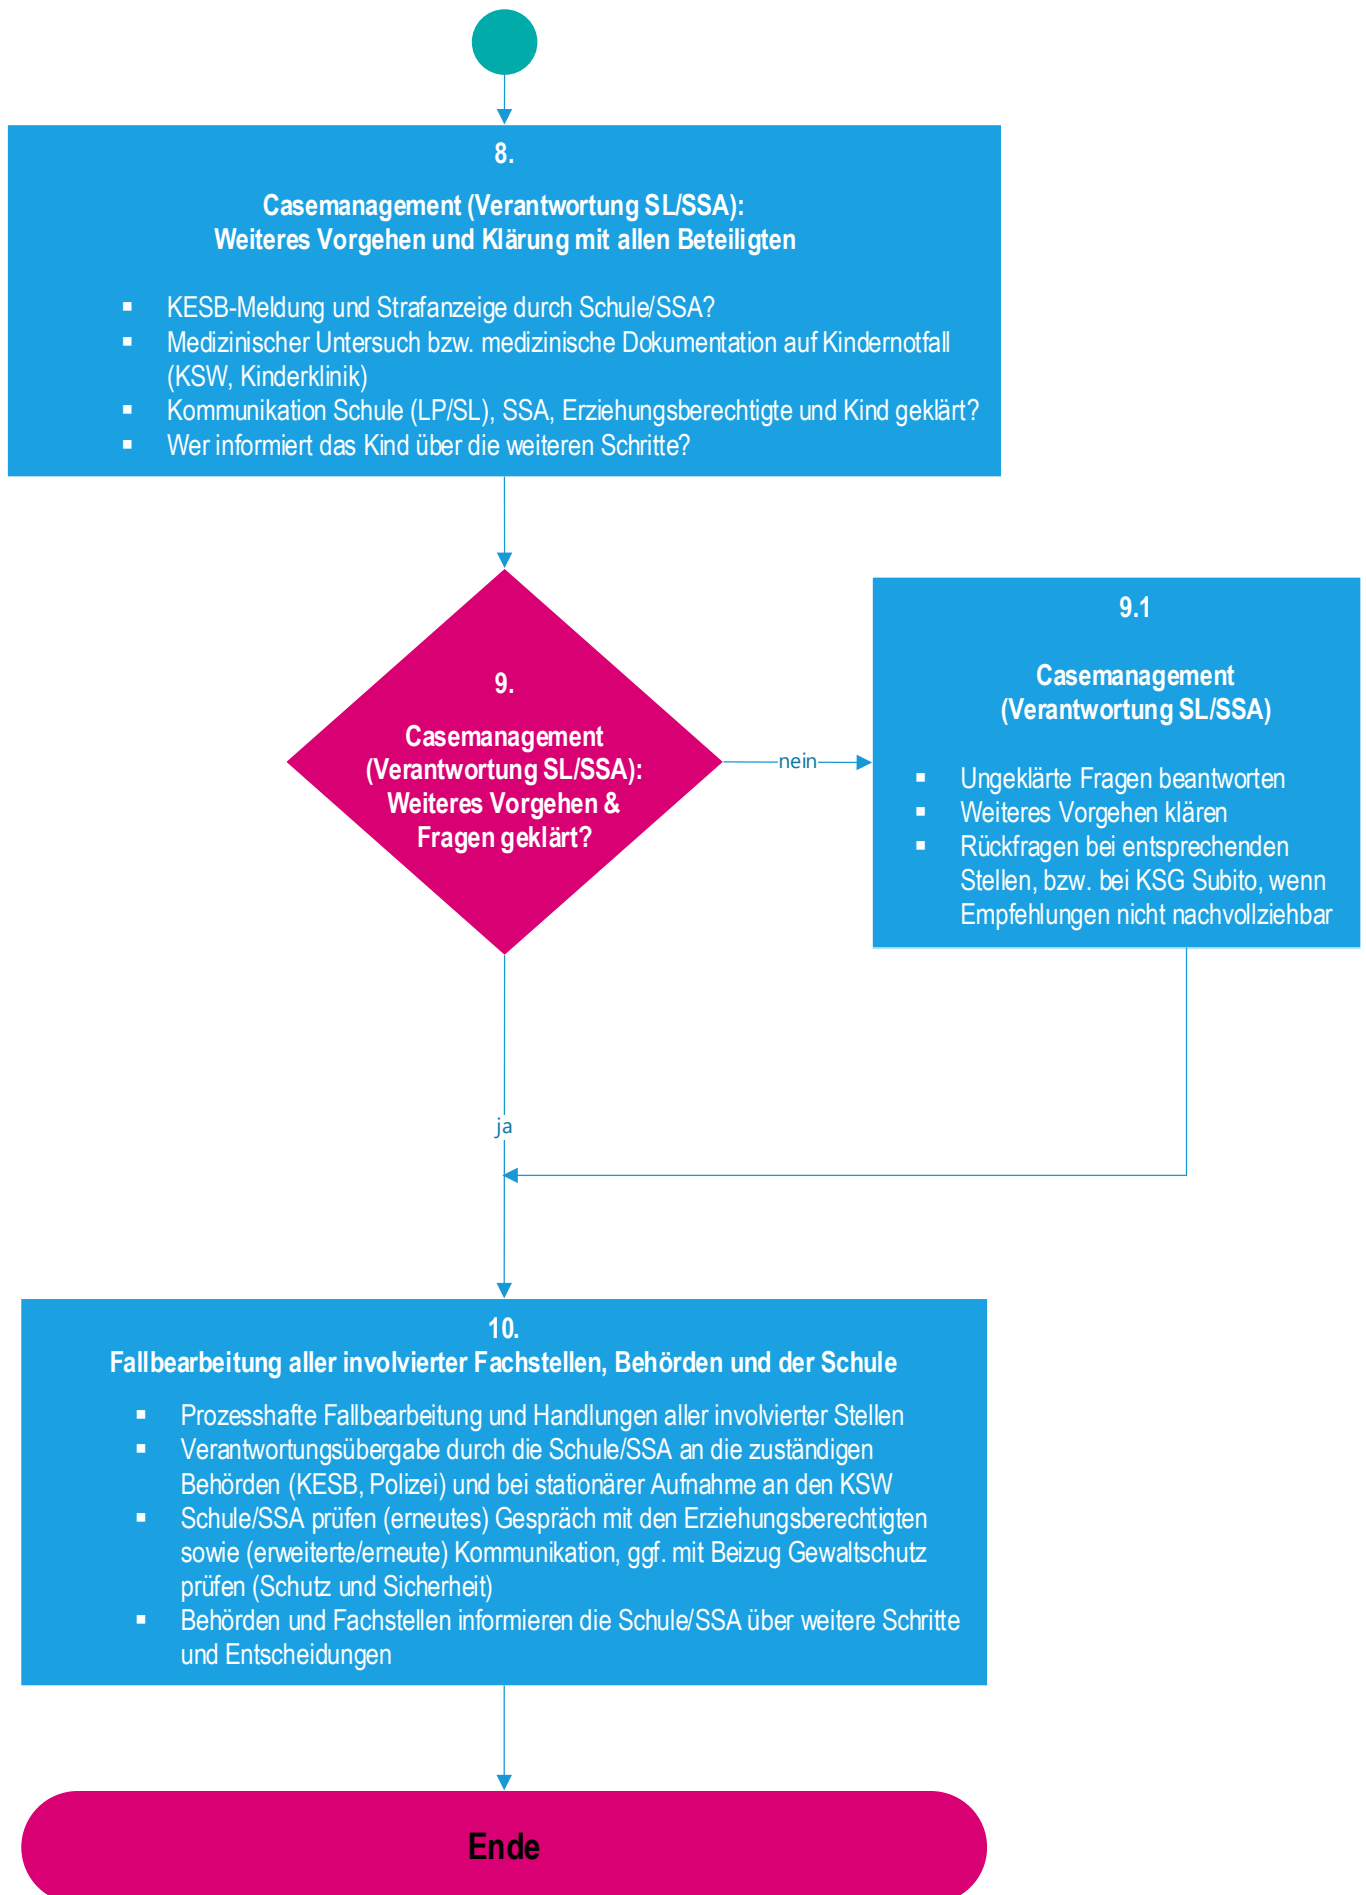 8.
Casemanagement (Verantwortung SL/SSA):
Weiteres Vorgehen und Klärung mit allen Beteiligten
▪ KESB-Meldung und Strafanzeige durch Schule/SSA?
▪ Medizinischer Untersuch bzw. medizinische Dokumentation auf Kindernotfall
(KSW, Kinderklinik)
▪ Kommunikation Schule (LP/SL), SSA, Erziehungsberechtigte und Kind geklärt?
▪ Wer informiert das Kind über die weiteren Schritte?
9.
Casemanagement
(Verantwortung SL/SSA):
Weiteres Vorgehen &
Fragen geklärt?
nein
9.1
Casemanagement
(Verantwortung SL/SSA)
▪ Ungeklärte Fragen beantworten
▪ Weiteres Vorgehen klären
▪ Rückfragen bei entsprechenden
Stellen, bzw. bei KSG Subito, wenn
Empfehlungen nicht nachvollziehbar
ja
10.
Fallbearbeitung aller involvierter Fachstellen, Behörden und der Schule
▪ Prozesshafte Fallbearbeitung und Handlungen aller involvierter Stellen
▪ Verantwortungsübergabe durch die Schule/SSA an die zuständigen
Behörden (KESB, Polizei) und bei stationärer Aufnahme an den KSW
▪ Schule/SSA prüfen (erneutes) Gespräch mit den Erziehungsberechtigten
sowie (erweiterte/erneute) Kommunikation, ggf. mit Beizug Gewaltschutz
prüfen (Schutz und Sicherheit)
▪ Behörden und Fachstellen informieren die Schule/SSA über weitere Schritte
und Entscheidungen
Ende